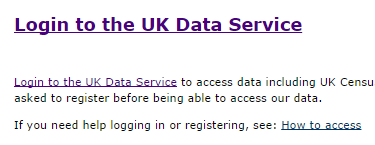 Login to the UK Data Service
Login to the UK Data Service to access data including UK Censu
asked to register before being able to access our data.
If you need help logging in or registering, see: How to access